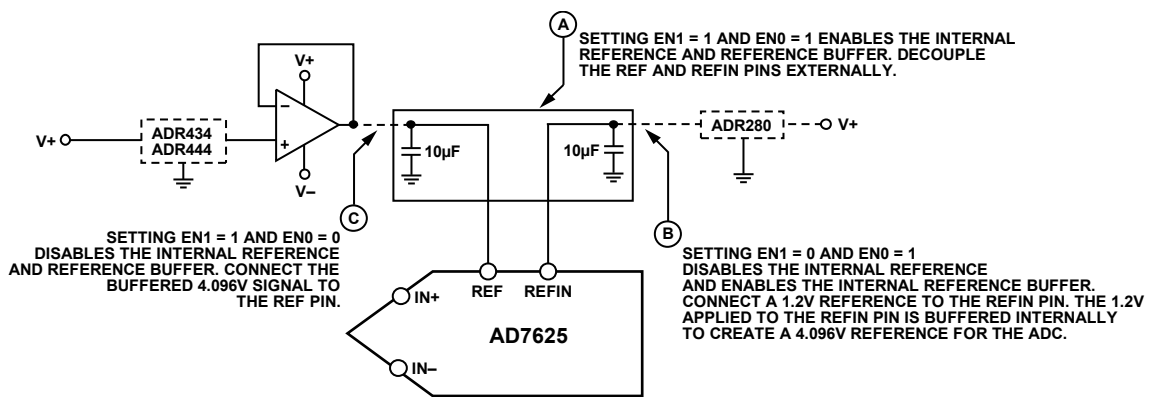 A
SETTING EN1 = 1 AND EN0 = 1 ENABLES THE INTERNAL
REFERENCE AND REFERENCE BUFFER. DECOUPLE
THE REF AND REFIN PINS EXTERNALLY.
V+
V+
ADR434
ADR444
–
+
V–
10µF
10µF
ADR280
V+
C
SETTING EN1 = 1 AND EN0 = 0
DISABLES THE INTERNAL REFERENCE
AND REFERENCE BUFFER. CONNECT THE
BUFFERED 4.096V SIGNAL TO
THE REF PIN.
B
SETTING EN1 = 0 AND EN0 = 1
DISABLES THE INTERNAL REFERENCE
AND ENABLES THE INTERNAL REFERENCE BUFFER.
CONNECT A 1.2V REFERENCE TO THE REFIN PIN. THE 1.2V
APPLIED TO THE REFIN PIN IS BUFFERED INTERNALLY
TO CREATE A 4.096V REFERENCE FOR THE ADC.
REF REFIN
IN+
AD7625
IN–